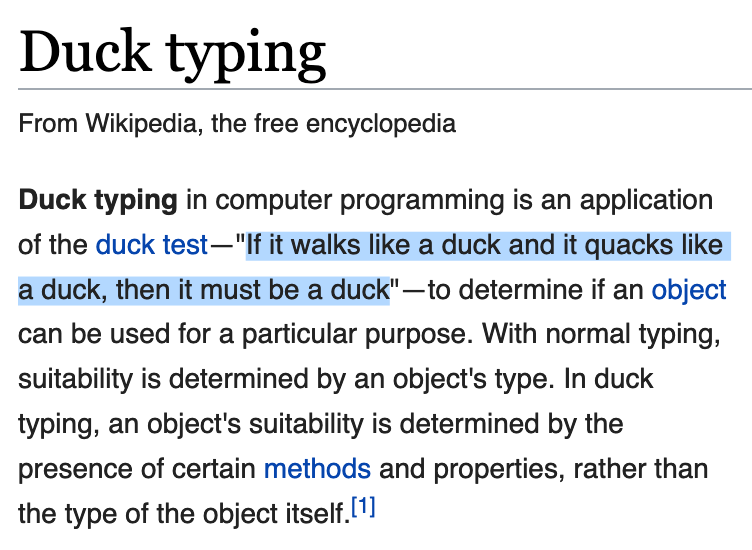 Duck typing
From Wikipedia, the free encyclopedia
Duck typing in computer programming is an application
of the duck test—"If it walks like a duck and it quacks like
a duck, then it must be a duck"—to determine if an object
can be used for a particular purpose. With normal typing,
suitability is determined by an object's type. In duck
typing, an object's suitability is determined by the
presence of certain methods and properties, rather than
the type of the object itself.[1]